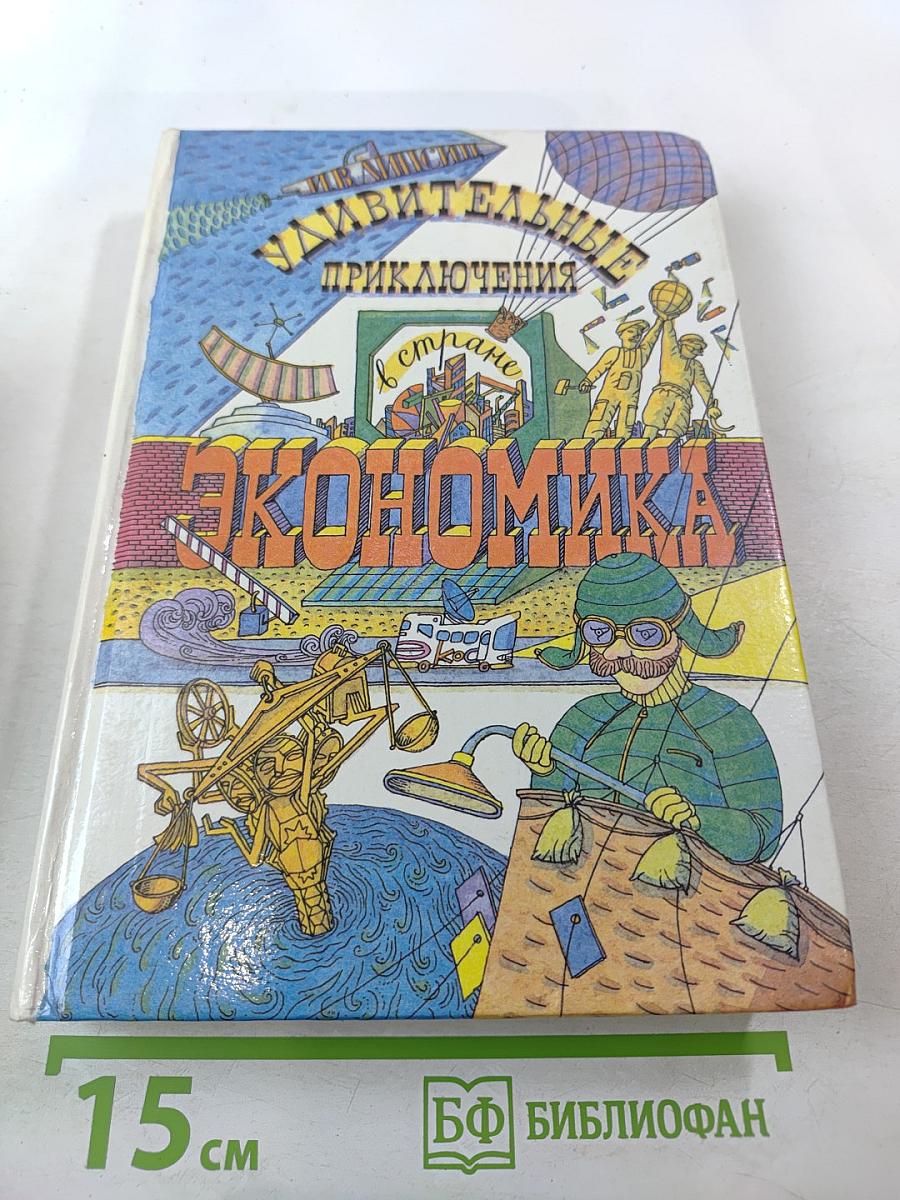 И.В. ЛИПСИЦ
УДИВИТЕЛЬНЫЕ
ПРИКЛЮЧЕНИЯ
в стране
ЭКОНОМИКА
15 см
БФ БИБЛИОФАН